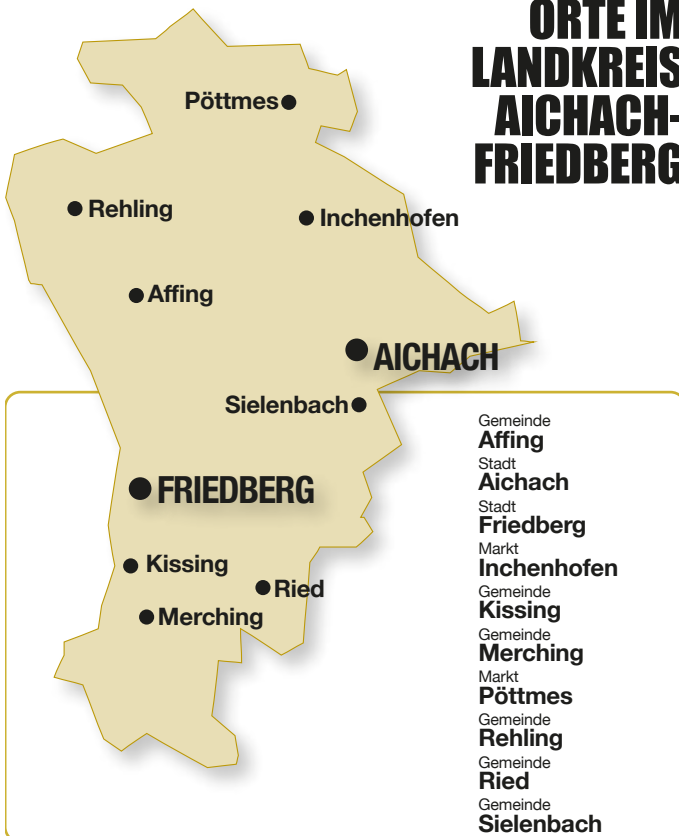 ORTE IM
LANDKREIS
AICHACH-
FRIEDBERG
Pöttmes
Rehling
Inchenhofen
Affing
AICHACH
Sielenbach
FRIEDBERG
Kissing
Ried
Merching
Gemeinde
Affing
Stadt
Aichach
Stadt
Friedberg
Markt
Inchenhofen
Gemeinde
Kissing
Gemeinde
Merching
Markt
Pöttmes
Gemeinde
Rehling
Gemeinde
Ried
Gemeinde
Sielenbach